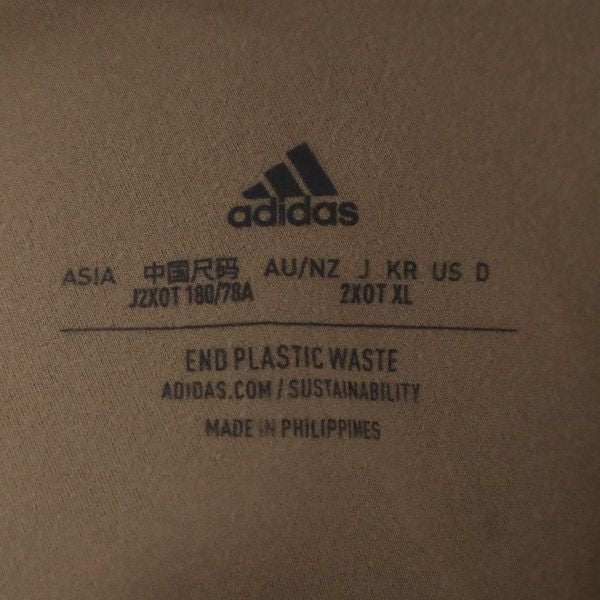 adidas
ASIA 中国尺码 AU/NZ J KR US D
J2XOT 180/78A 2XOT XL
END PLASTIC WASTE
ADIDAS.COM / SUSTAINABILITY
MADE IN PHILIPPINES